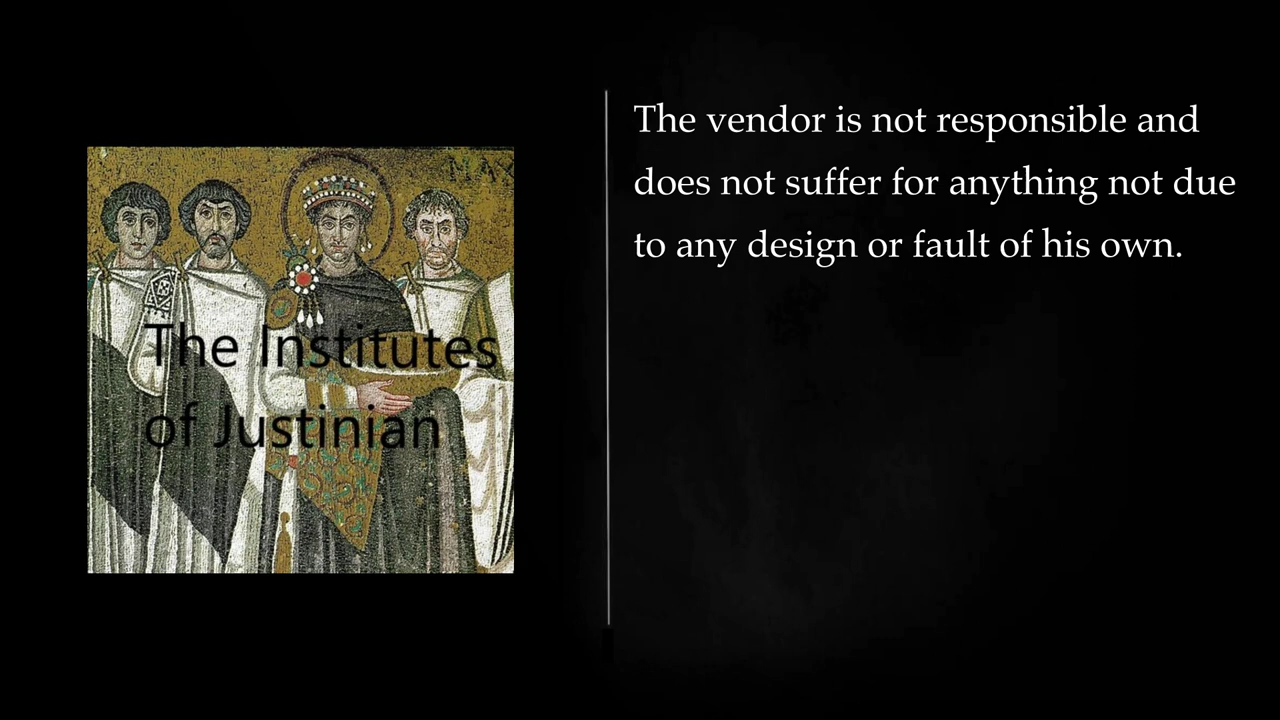 MAX
The Institutes
of Justinian
The vendor is not responsible and
does not suffer for anything not due
to any design or fault of his own.